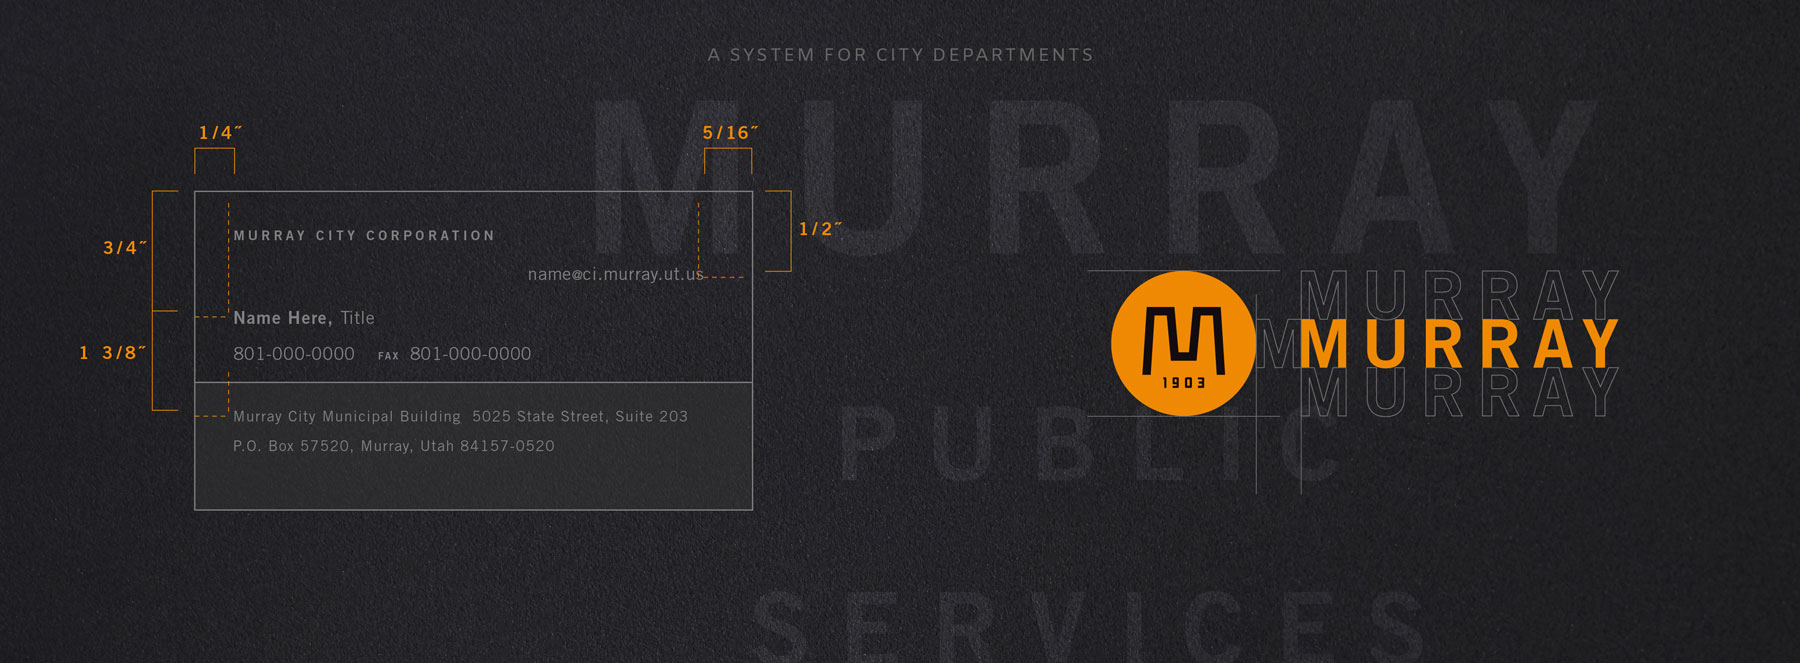 A SYSTEM FOR CITY DEPARTMENTS
MURRAY
1/4″
5/16″
3/4″
1/2″
1 3/8″
MURRAY CITY CORPORATION
name@ci.murray.ut.us
Name Here, Title
801-000-0000 FAX 801-000-0000
Murray City Municipal Building 5025 State Street, Suite 203
P.O. Box 57520, Murray, Utah 84157-0520
M
1903
MURRAY
M MURRAY
MURRAY
PUBLIC
SERVICES